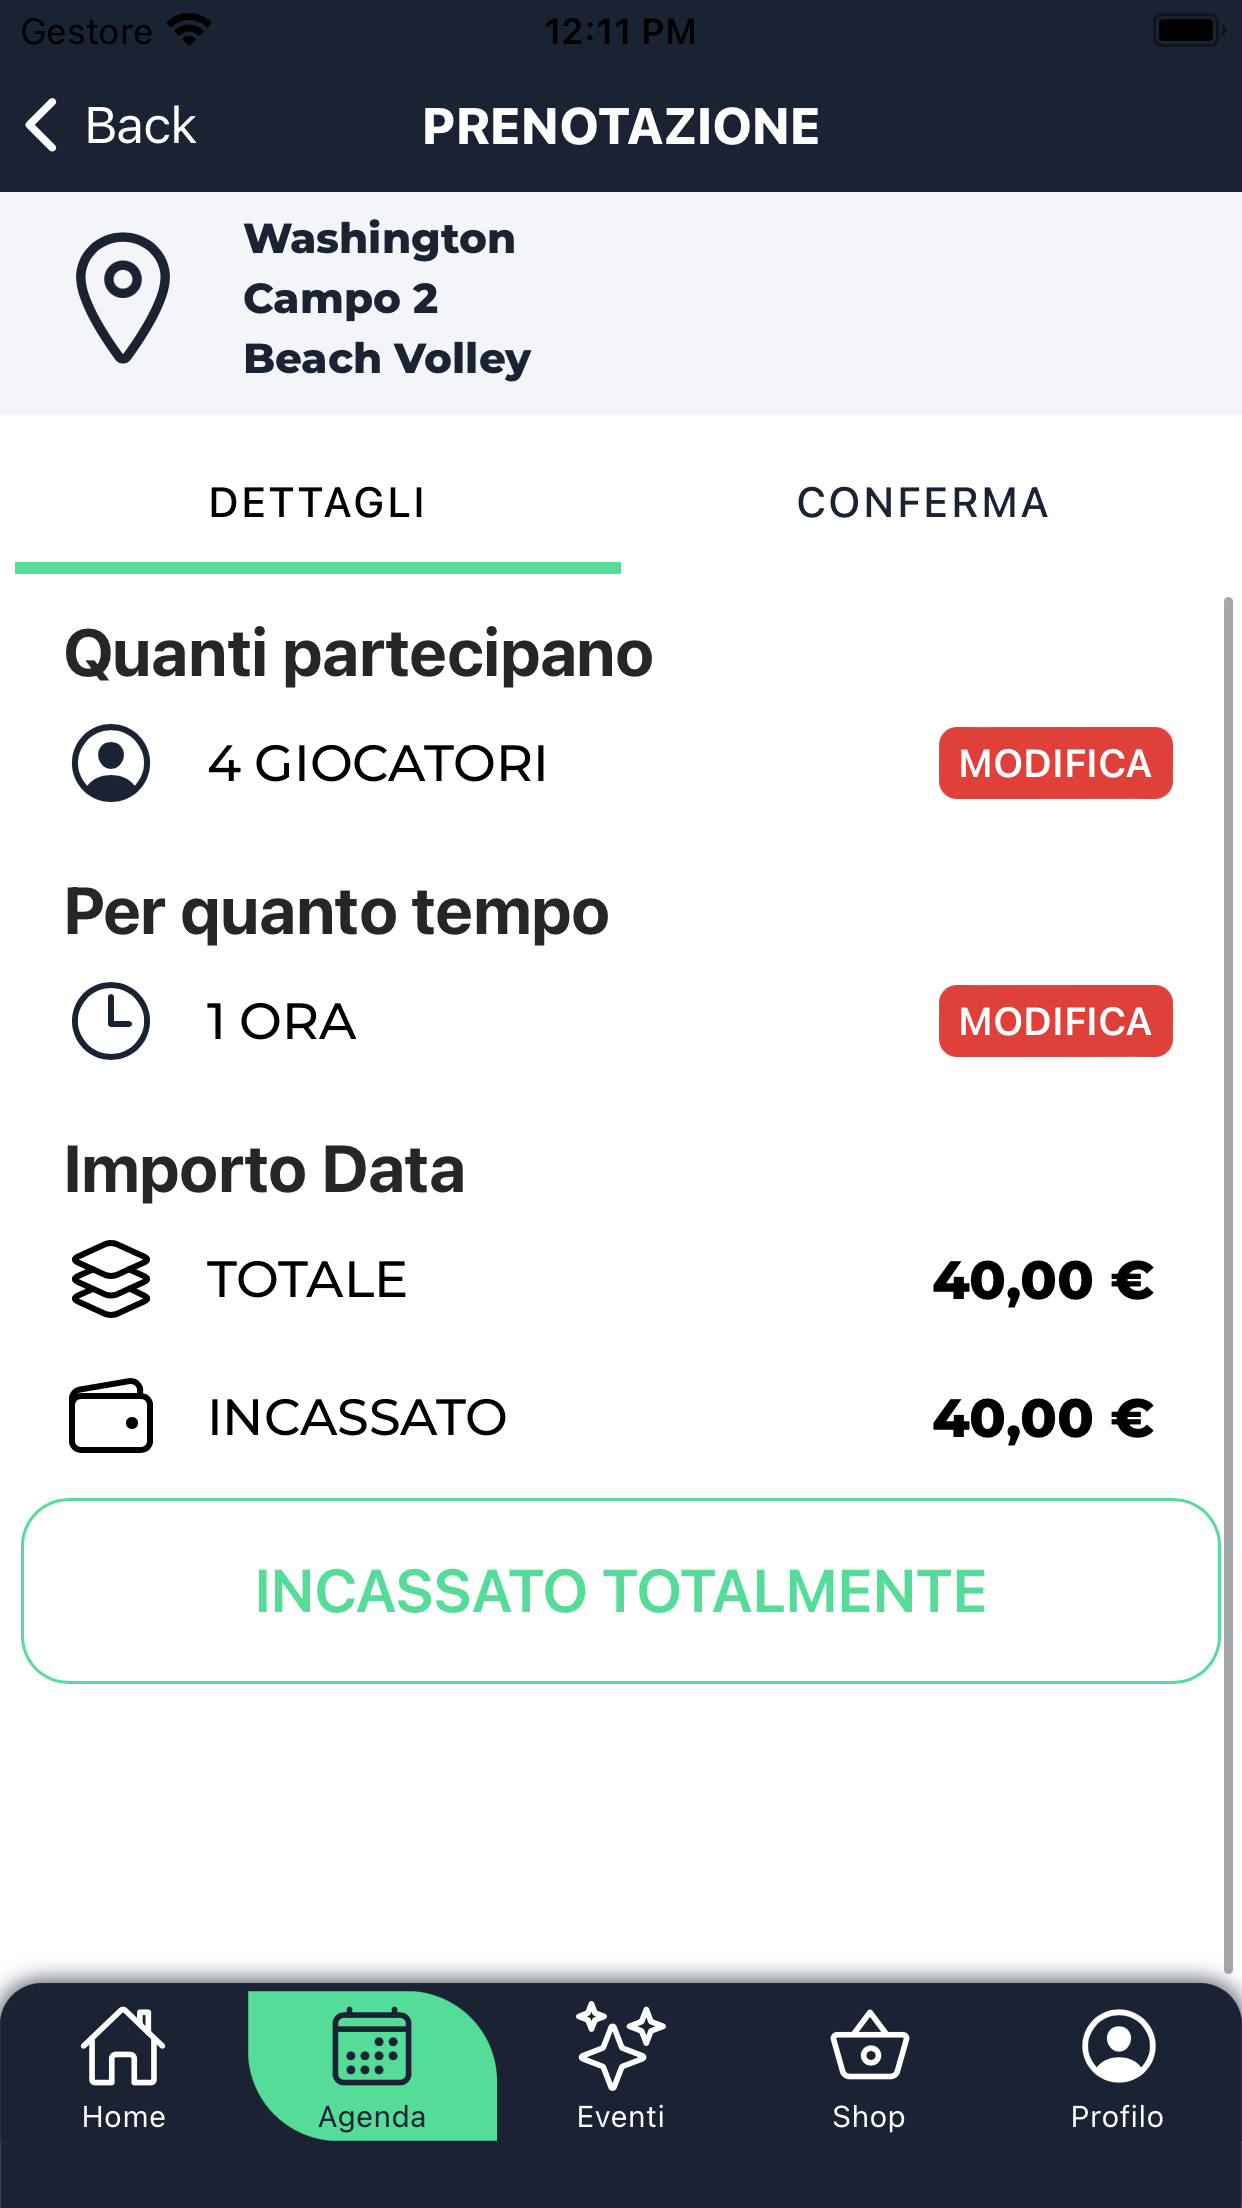 Gestore 12:11 PM
Back PRENOTAZIONE
Washington
Campo 2
Beach Volley
DETTAGLI CONFERMA
Quanti partecipano
4 GIOCATORI MODIFICA
Per quanto tempo
1 ORA MODIFICA
Importo Data
TOTALE 40,00 €
INCASSATO 40,00 €
INCASSATO TOTALMENTE
Home Agenda Eventi Shop Profilo